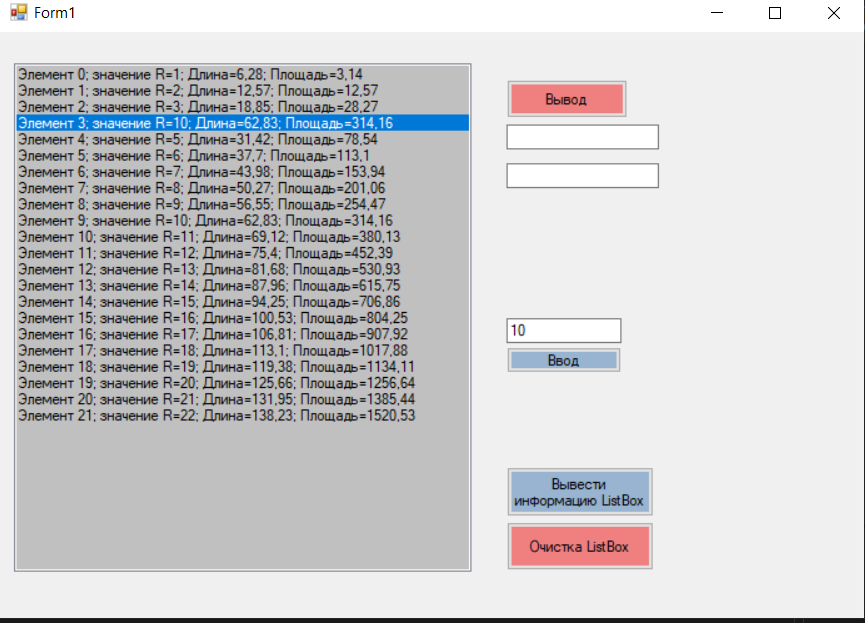 Form1
Элемент 0; значение R=1; Длина=6,28; Площадь=3,14
Элемент 1; значение R=2; Длина=12,57; Площадь=12,57
Элемент 2; значение R=3; Длина=18,85; Площадь=28,27
Элемент 3; значение R=10; Длина=62,83; Площадь=314,16
Элемент 4; значение R=5; Длина=31,42; Площадь=78,54
Элемент 5; значение R=6; Длина=37,7; Площадь=113,1
Элемент 6; значение R=7; Длина=43,98; Площадь=153,94
Элемент 7; значение R=8; Длина=50,27; Площадь=201,06
Элемент 8; значение R=9; Длина=56,55; Площадь=254,47
Элемент 9; значение R=10; Длина=62,83; Площадь=314,16
Элемент 10; значение R=11; Длина=69,12; Площадь=380,13
Элемент 11; значение R=12; Длина=75,4; Площадь=452,39
Элемент 12; значение R=13; Длина=81,68; Площадь=530,93
Элемент 13; значение R=14; Длина=87,96; Площадь=615,75
Элемент 14; значение R=15; Длина=94,25; Площадь=706,86
Элемент 15; значение R=16; Длина=100,53; Площадь=804,25
Элемент 16; значение R=17; Длина=106,81; Площадь=907,92
Элемент 17; значение R=18; Длина=113,1; Площадь=1017,88
Элемент 18; значение R=19; Длина=119,38; Площадь=1134,11
Элемент 19; значение R=20; Длина=125,66; Площадь=1256,64
Элемент 20; значение R=21; Длина=131,95; Площадь=1385,44
Элемент 21; значение R=22; Длина=138,23; Площадь=1520,53
Вывод
10
Ввод
Вывести
информацию ListBox
Очистка ListBox